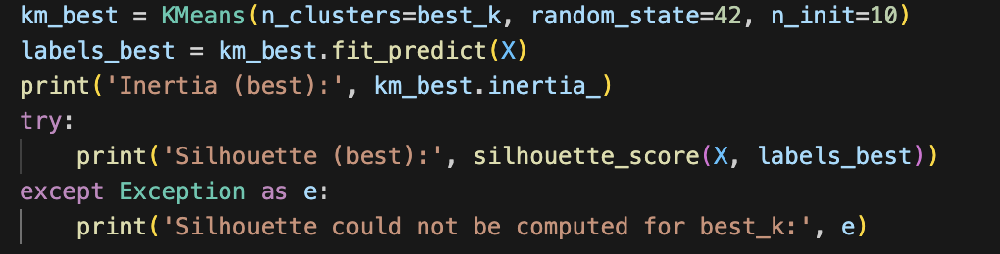 km_best = KMeans(n_clusters=best_k, random_state=42, n_init=10)
labels_best = km_best.fit_predict(X)
print('Inertia (best):', km_best.inertia_)
try:
    print('Silhouette (best):', silhouette_score(X, labels_best))
except Exception as e:
    print('Silhouette could not be computed for best_k:', e)